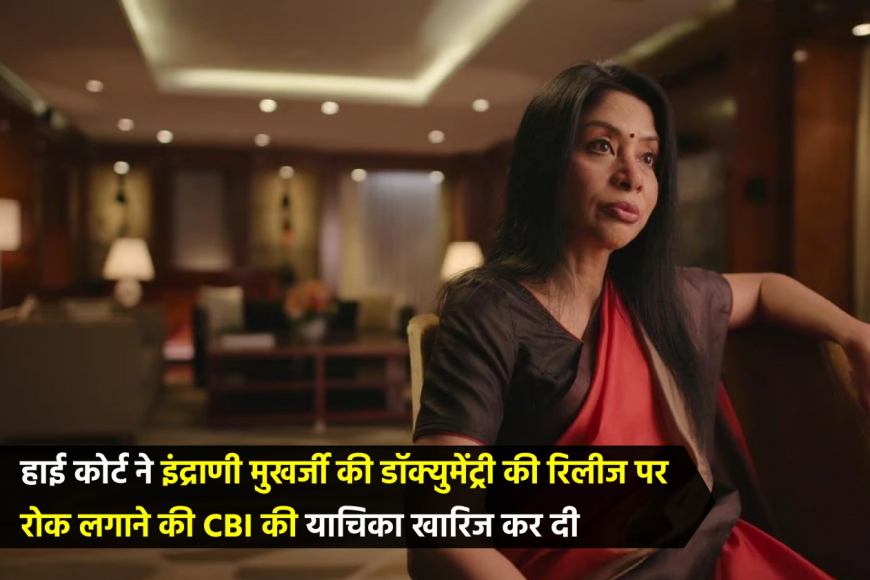 हाई कोर्ट ने इंद्राणी मुखर्जी की डॉक्युमेंट्री की रिलीज पर
रोक लगाने की CBI की याचिका खारिज कर दी